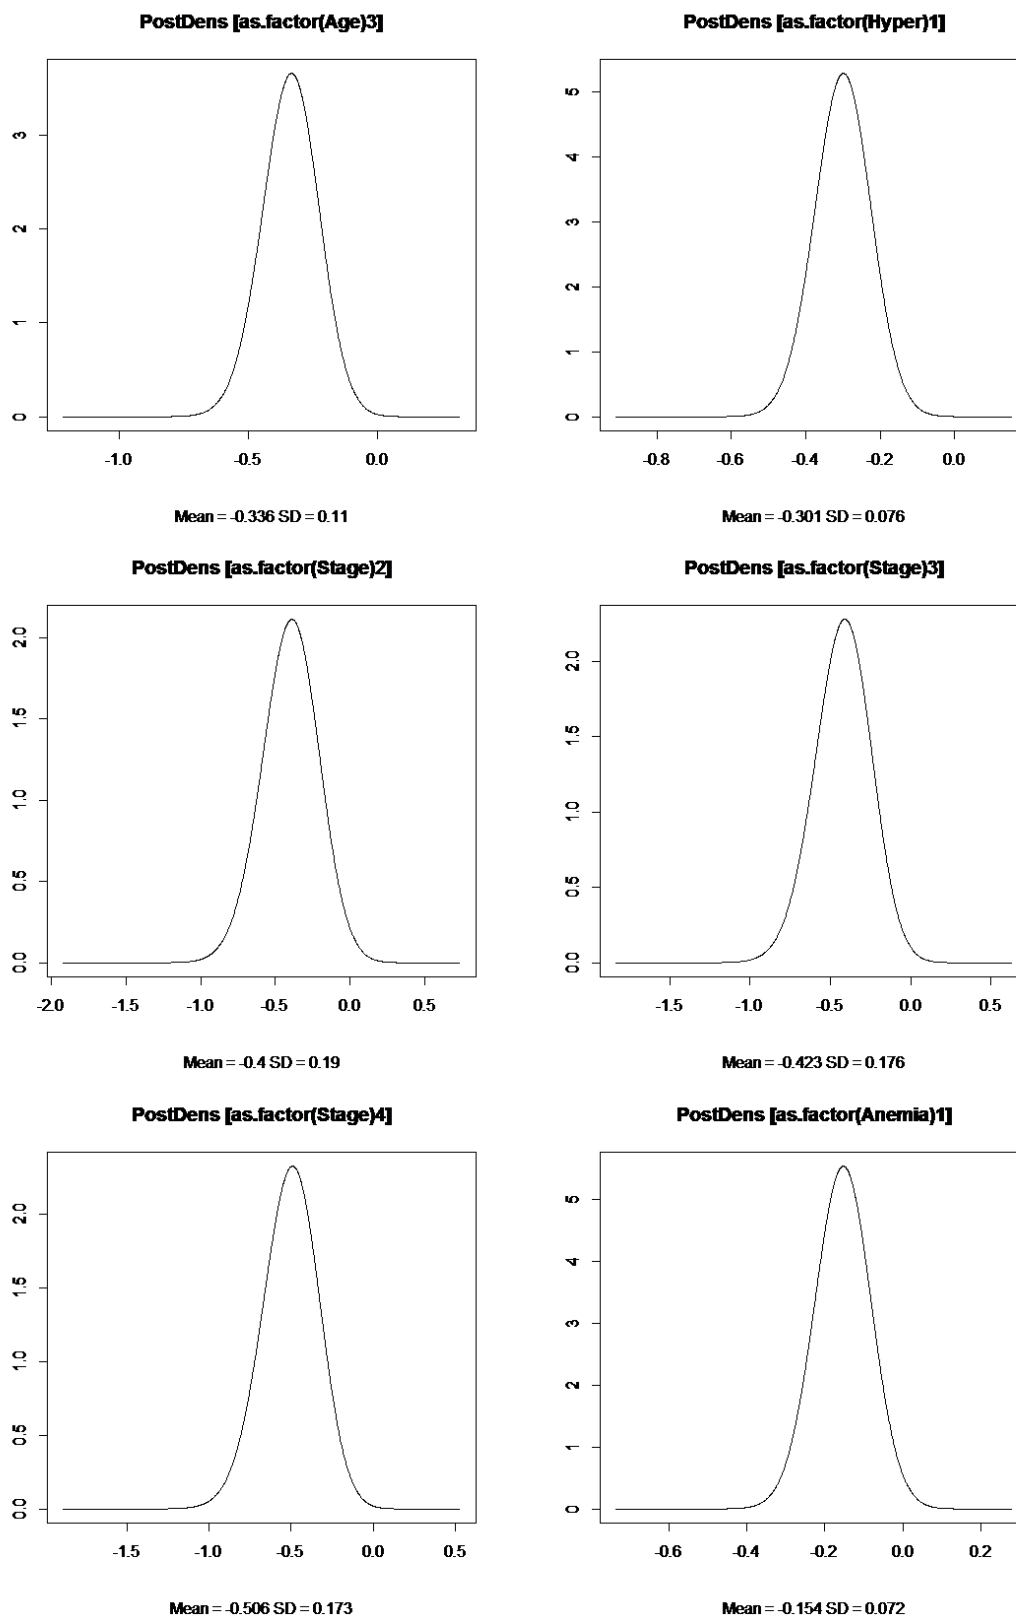 PostDens [as.factor(Age)3]
PostDens [as.factor(Hyper)1]
3
2
1
0
5
4
3
2
1
0
-1.0 -0.5 0.0
-0.8 -0.6 -0.4 -0.2 0.0
Mean = -0.336 SD = 0.11
Mean = -0.301 SD = 0.076
PostDens [as.factor(Stage)2]
PostDens [as.factor(Stage)3]
2.0
1.5
1.0
0.5
0.0
2.0
1.5
1.0
0.5
0.0
-2.0 -1.5 -1.0 -0.5 0.0 0.5
-1.5 -1.0 -0.5 0.0 0.5
Mean = -0.4 SD = 0.19
Mean = -0.423 SD = 0.176
PostDens [as.factor(Stage)4]
PostDens [as.factor(Anemia)1]
2.0
1.5
1.0
0.5
0.0
5
4
3
2
1
0
-1.5 -1.0 -0.5 0.0 0.5
-0.6 -0.4 -0.2 0.0 0.2
Mean = -0.506 SD = 0.173
Mean = -0.154 SD = 0.072